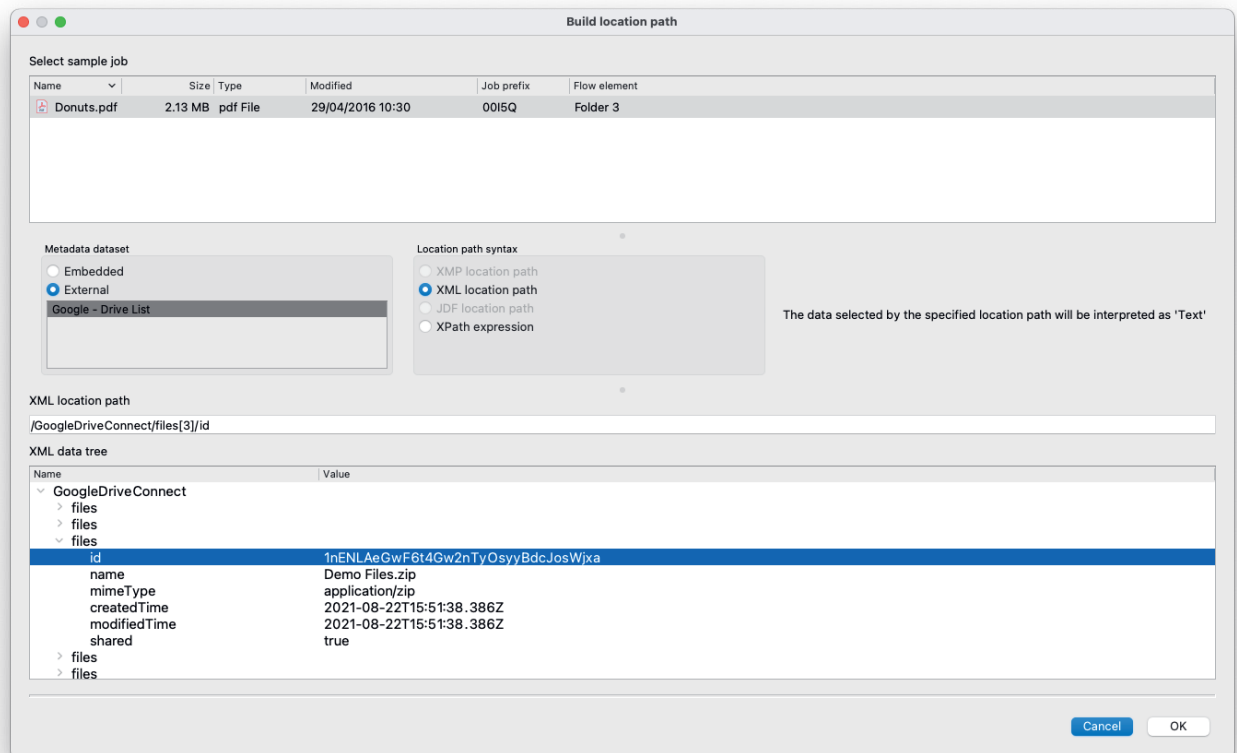 Build location path
Select sample job
Name Size Type Modified Job prefix Flow element
Donuts.pdf 2.13 MB pdf File 29/04/2016 10:30 00I5Q Folder 3
Metadata dataset
Embedded
External
Google - Drive List
Location path syntax
XMP location path
XML location path
JDF location path
XPath expression
The data selected by the specified location path will be interpreted as 'Text'
XML location path
/GoogleDriveConnect/files[3]/id
XML data tree
Name Value
GoogleDriveConnect
files
files
files
id 1nENLAeGwF6t4Gw2nTyOsyyBdcJosWjxa
name Demo Files.zip
mimeType application/zip
createdTime 2021-08-22T15:51:38.386Z
modifiedTime 2021-08-22T15:51:38.386Z
shared true
files
files
Cancel OK